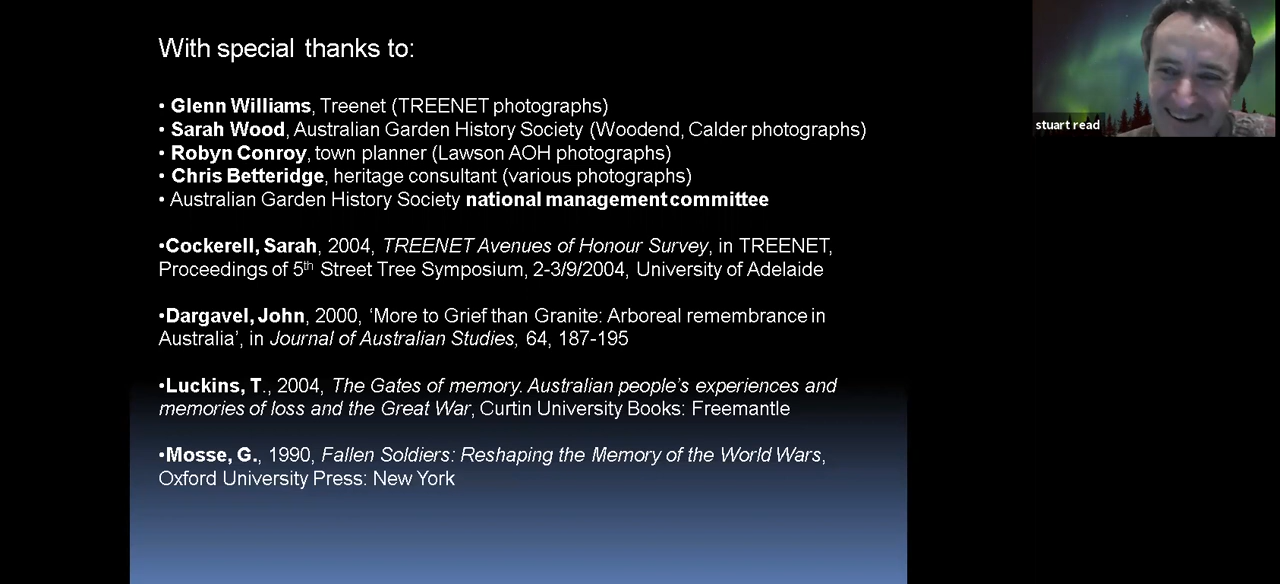 With special thanks to:
• Glenn Williams, Treenet (TREENET photographs)
• Sarah Wood, Australian Garden History Society (Woodend, Calder photographs)
• Robyn Conroy, town planner (Lawson AOH photographs)
• Chris Betteridge, heritage consultant (various photographs)
• Australian Garden History Society national management committee
•Cockerell, Sarah, 2004, TREENET Avenues of Honour Survey, in TREENET,
Proceedings of 5th Street Tree Symposium, 2-3/9/2004, University of Adelaide
•Dargavel, John, 2000, ‘More to Grief than Granite: Arboreal remembrance in
Australia’, in Journal of Australian Studies, 64, 187-195
•Luckins, T., 2004, The Gates of memory. Australian people’s experiences and
memories of loss and the Great War, Curtin University Books: Freemantle
•Mosse, G., 1990, Fallen Soldiers: Reshaping the Memory of the World Wars,
Oxford University Press: New York
stuart read